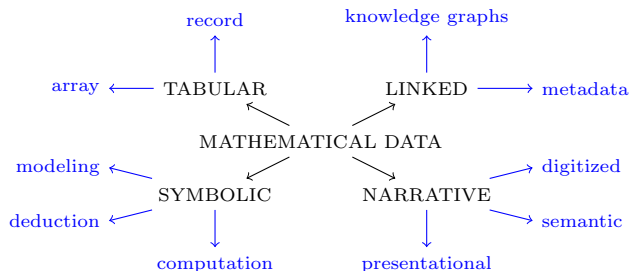 record
knowledge graphs
array
TABULAR
LINKED
metadata
MATHEMATICAL DATA
modeling
digitized
SYMBOLIC
NARRATIVE
deduction
semantic
computation
presentational